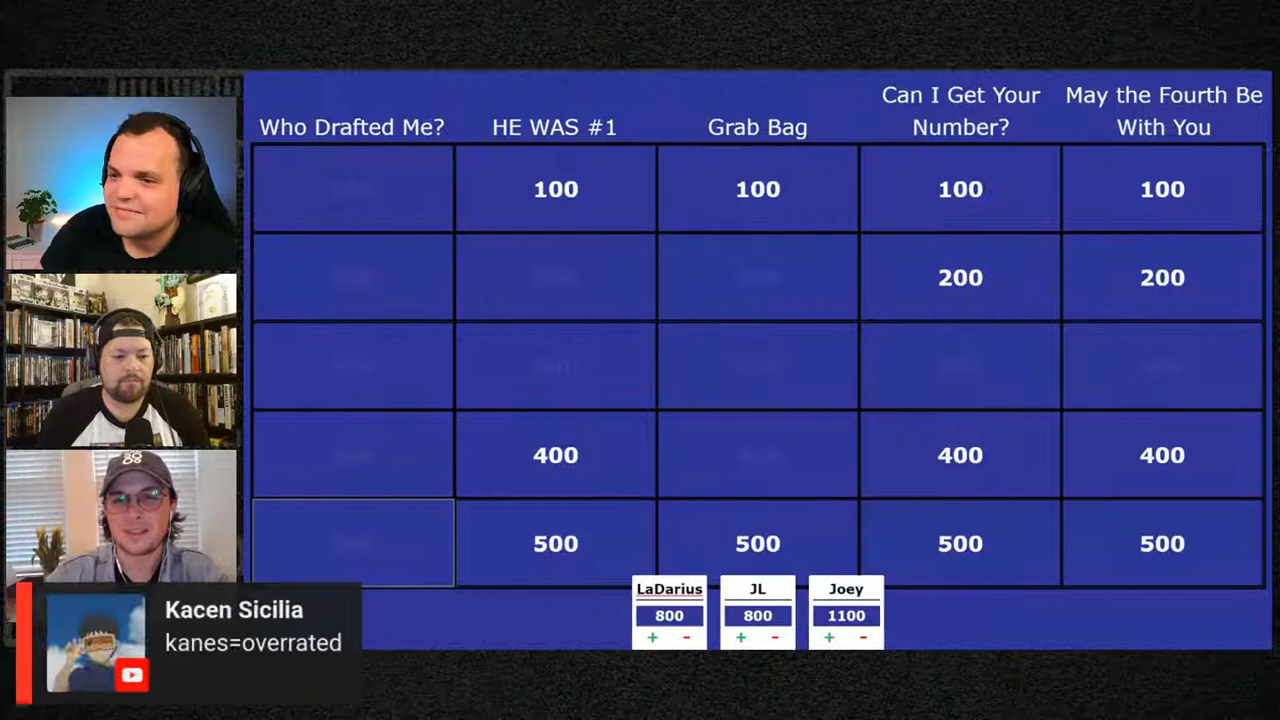 Can I Get Your May the Fourth Be
Who Drafted Me? HE WAS #1 Grab Bag Number? With You
100 100 100 100
200 200
400 400 400
500 500 500 500
LaDarius JL Joey
800 800 1100
+ - + - + -
Kacen Sicilia
kanes=overrated